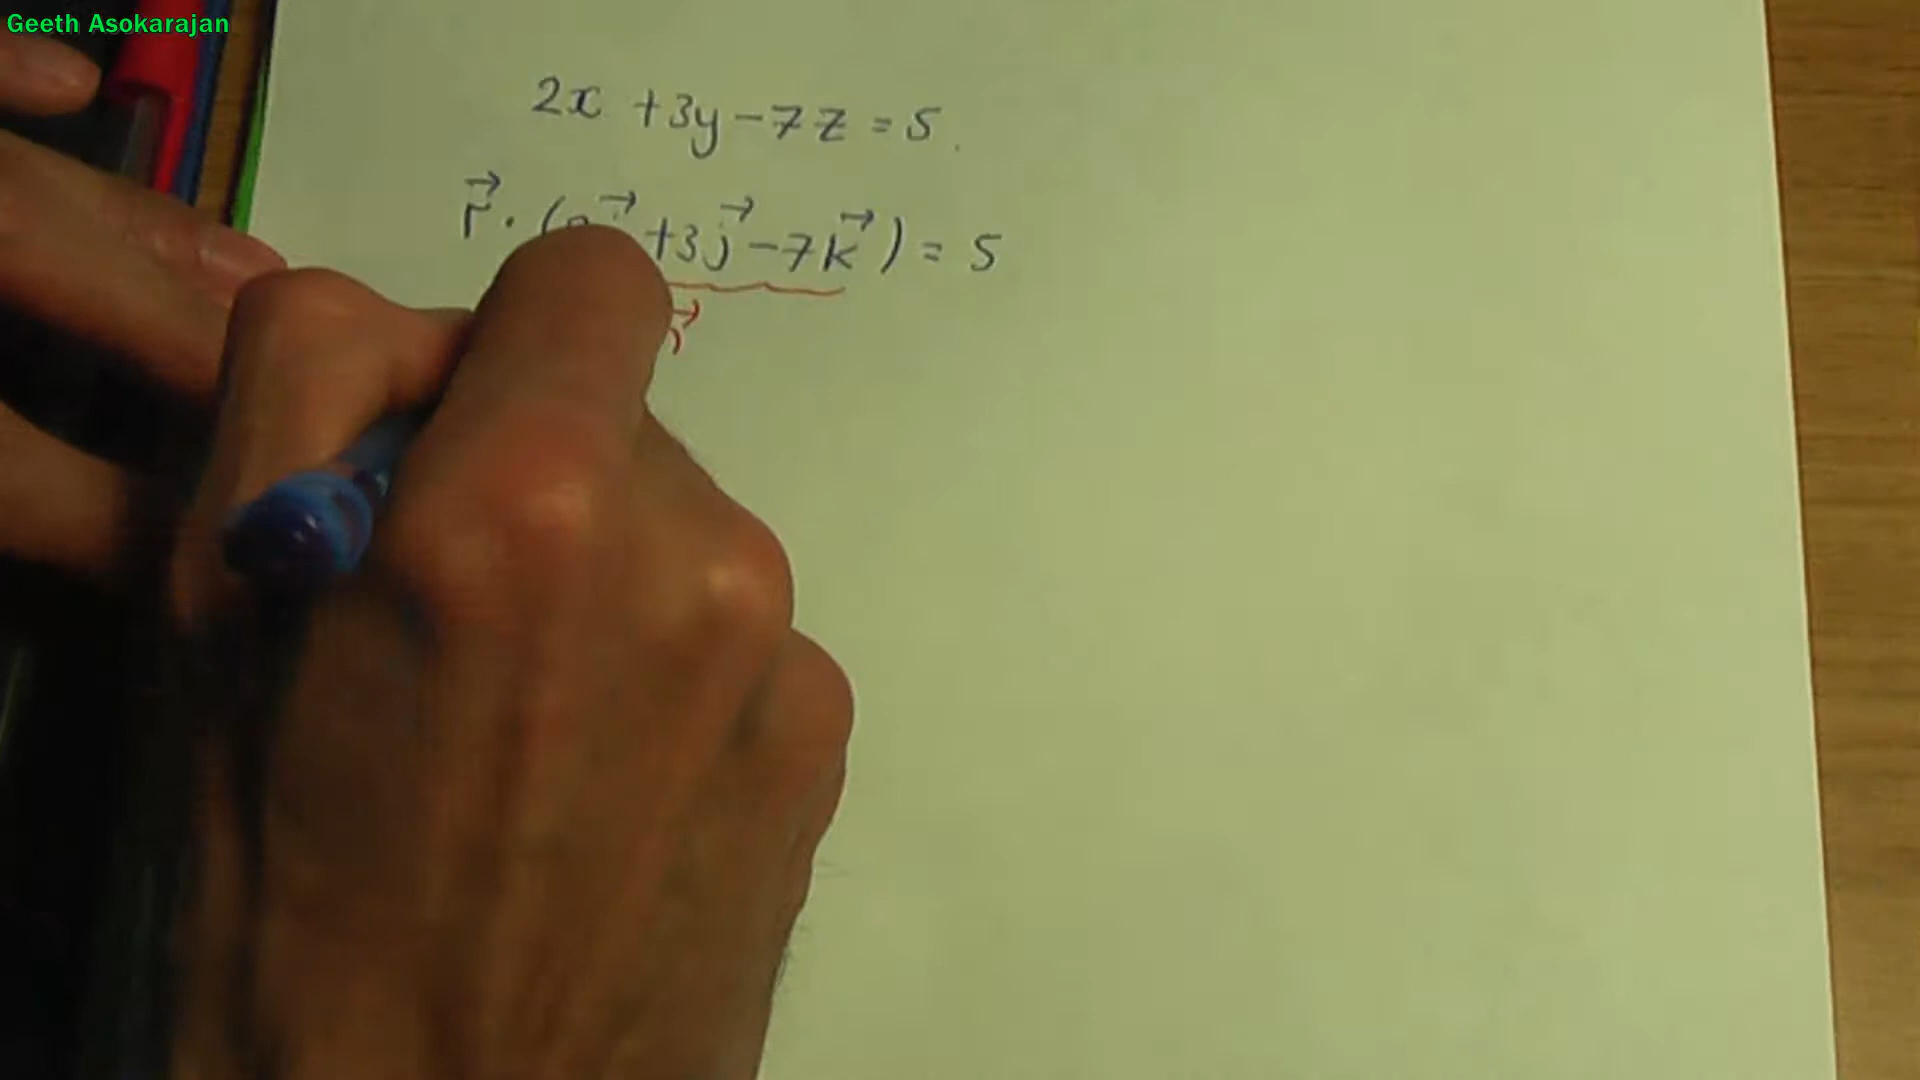 Geeth Asokarajan
2x + 3y - 7z = 5.
r⃗ · ( + 3j⃗ - 7k⃗ ) = 5
n⃗